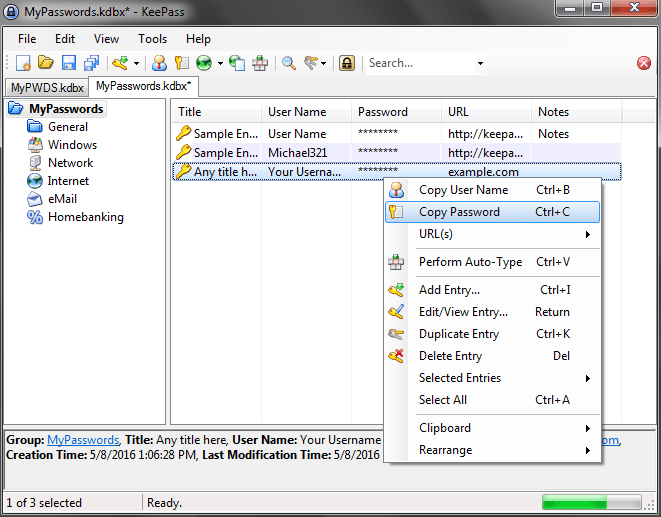 MyPasswords.kdbx* - KeePass
File Edit View Tools Help
Search...
MyPWDS.kdbx MyPasswords.kdbx*
MyPasswords
General
Windows
Network
Internet
eMail
Homebanking
Title User Name Password URL Notes
Sample En... User Name ******** http://keepa... Notes
Sample En... Michael321 ******** http://keepa...
Any title h... Your Userna... ******** example.com
Copy User Name Ctrl+B
Copy Password Ctrl+C
URL(s)
Perform Auto-Type Ctrl+V
Add Entry... Ctrl+I
Edit/View Entry... Return
Duplicate Entry Ctrl+K
Delete Entry Del
Selected Entries
Select All Ctrl+A
Clipboard
Rearrange
Group: MyPasswords, Title: Any title here, User Name: Your Username om,
Creation Time: 5/8/2016 1:06:28 PM, Last Modification Time: 5/8/2016
1 of 3 selected Ready.